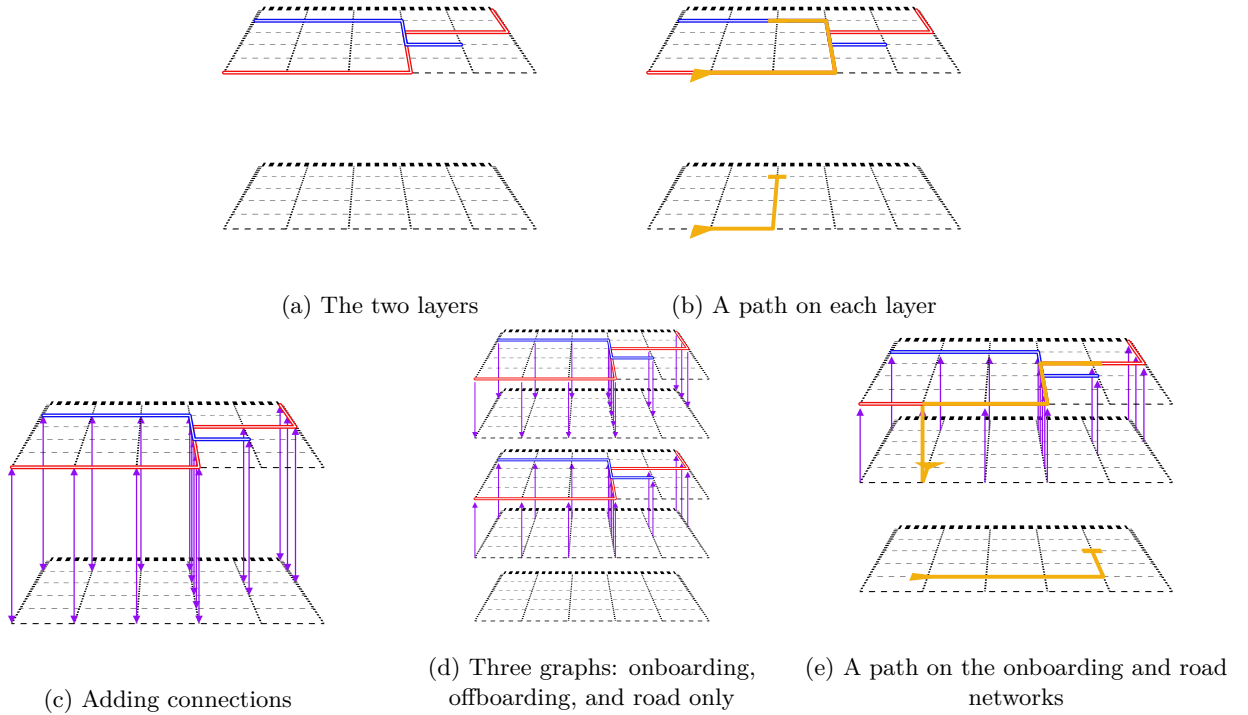 (a) The two layers
(b) A path on each layer
(c) Adding connections
(d) Three graphs: onboarding,
offboarding, and road only
(e) A path on the onboarding and road
networks